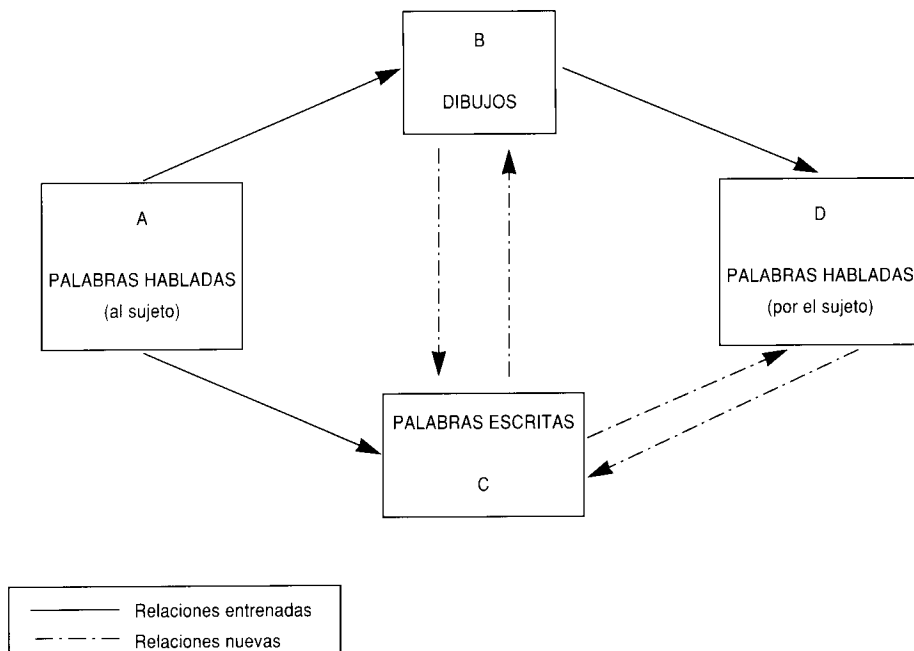 B
DIBUJOS
A
PALABRAS HABLADAS
(al sujeto)
D
PALABRAS HABLADAS
(por el sujeto)
PALABRAS ESCRITAS
C
Relaciones entrenadas
Relaciones nuevas